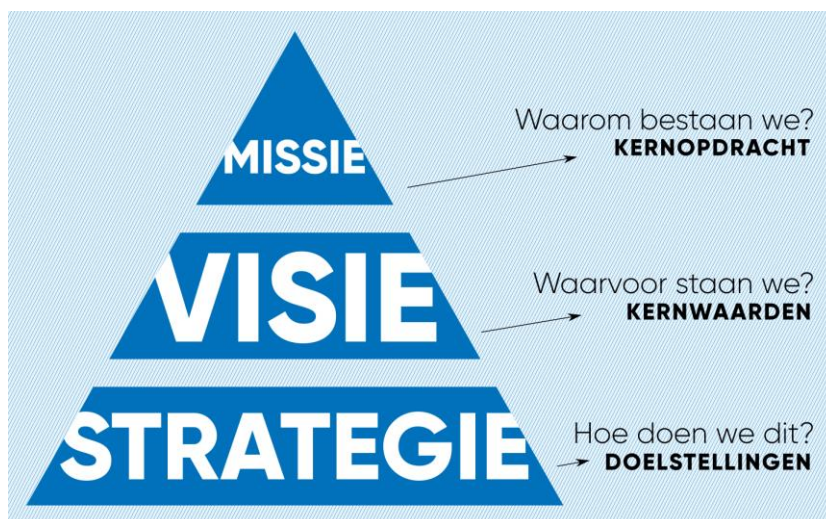 MISSIE
Waarom bestaan we?
KERNOPDRACHT
VISIE
Waarvoor staan we?
KERNWAARDEN
STRATEGIE
Hoe doen we dit?
DOELSTELLINGEN